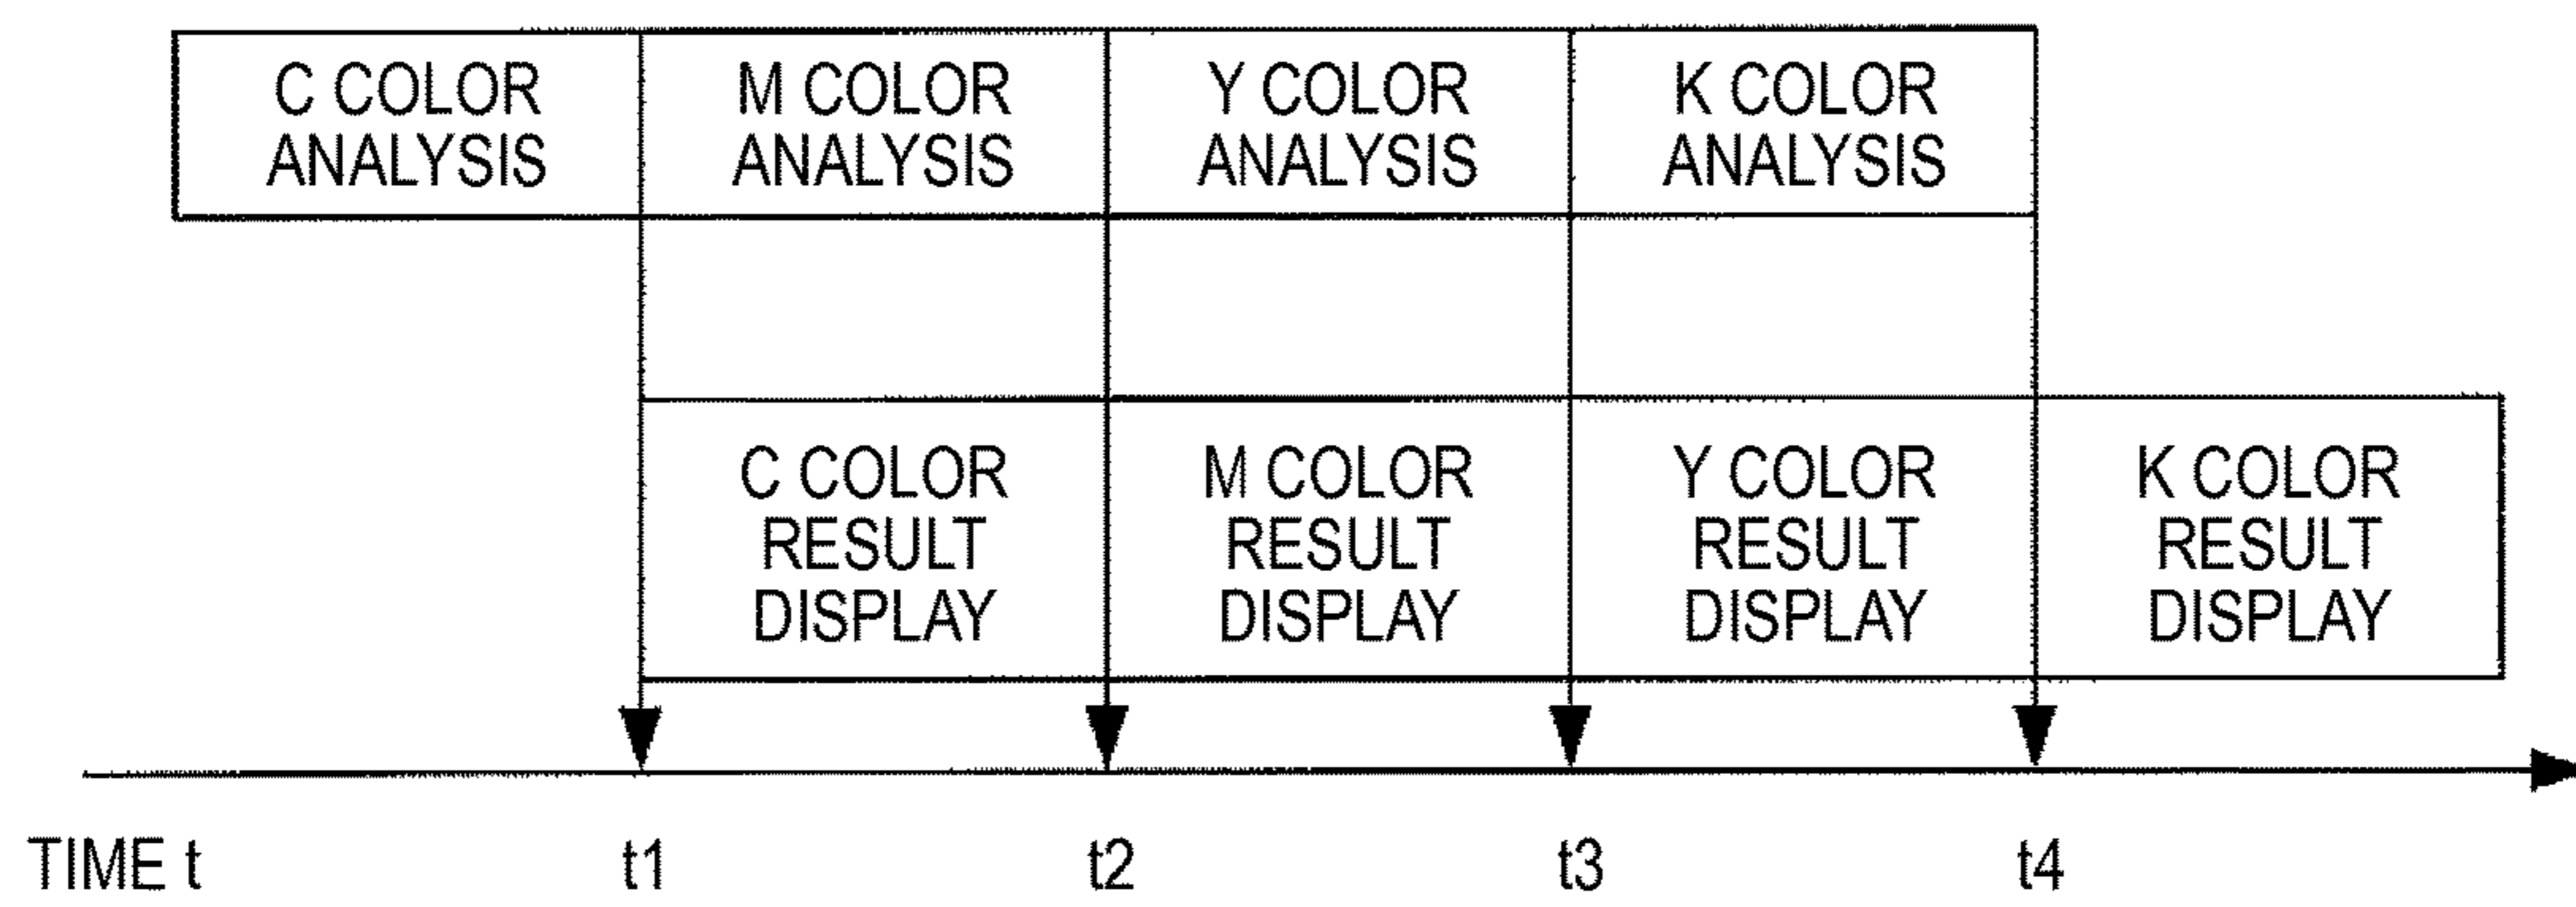 C COLOR
ANALYSIS
M COLOR
ANALYSIS
Y COLOR
ANALYSIS
K COLOR
ANALYSIS
C COLOR
RESULT
DISPLAY
M COLOR
RESULT
DISPLAY
Y COLOR
RESULT
DISPLAY
K COLOR
RESULT
DISPLAY
TIME t
t1
t2
t3
t4